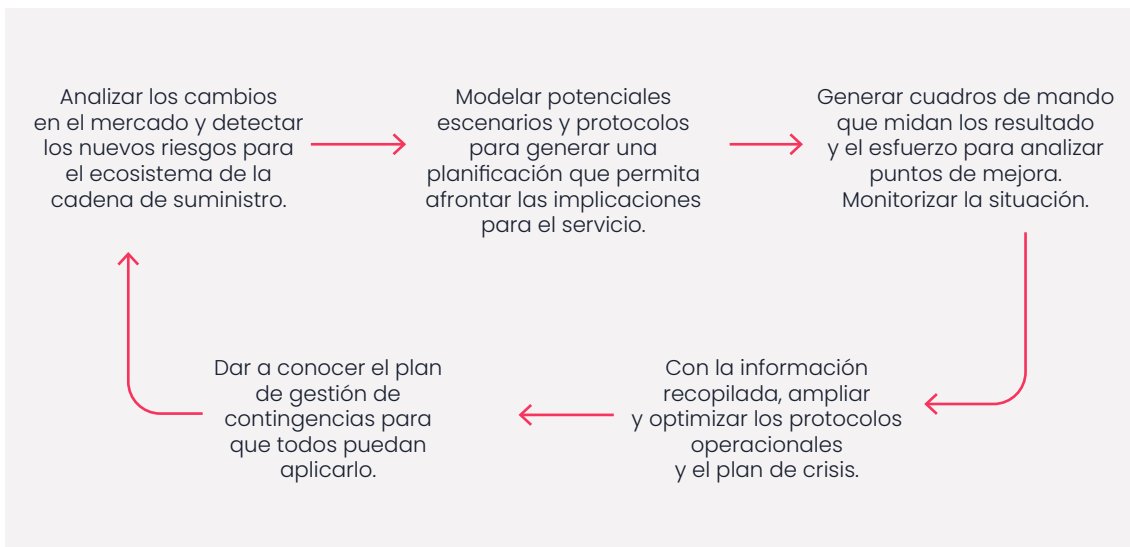 Analizar los cambios
en el mercado y detectar
los nuevos riesgos para
el ecosistema de la
cadena de suministro.
Modelar potenciales
escenarios y protocolos
para generar una
planificación que permita
afrontar las implicaciones
para el servicio.
Generar cuadros de mando
que midan los resultado
y el esfuerzo para analizar
puntos de mejora.
Monitorizar la situación.
Con la información
recopilada, ampliar
y optimizar los protocolos
operacionales
y el plan de crisis.
Dar a conocer el plan
de gestión de
contingencias para
que todos puedan
aplicarlo.